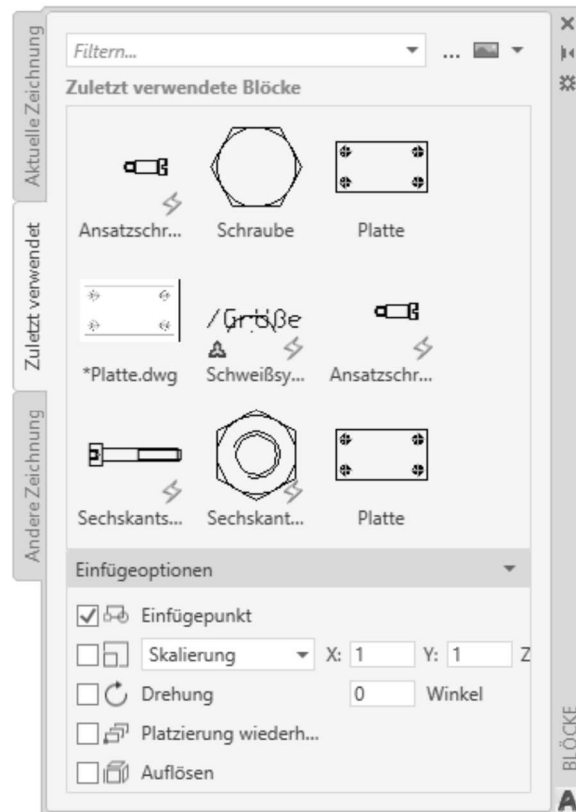 Aktuelle Zeichnung
Zuletzt verwendet
Andere Zeichnung
Filtern...
...
Zuletzt verwendete Blöcke
Ansatzschr... Schraube Platte
/Größe
*Platte.dwg Schweißsy... Ansatzschr...
Sechskants... Sechskant... Platte
Einfügeoptionen
Einfügepunkt
Skalierung X: 1 Y: 1 Z
Drehung 0 Winkel
Platzierung wiederh...
Auflösen
BLÖCKE
A